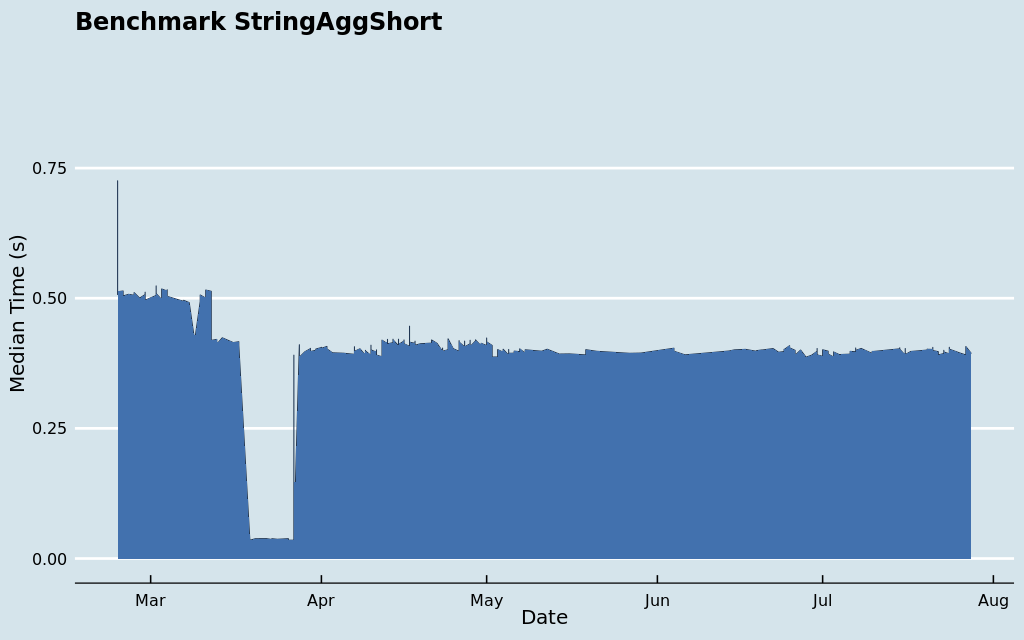 Benchmark StringAggShort
Median Time (s)
0.75
0.50
0.25
0.00
Mar Apr May Jun Jul Aug
Date